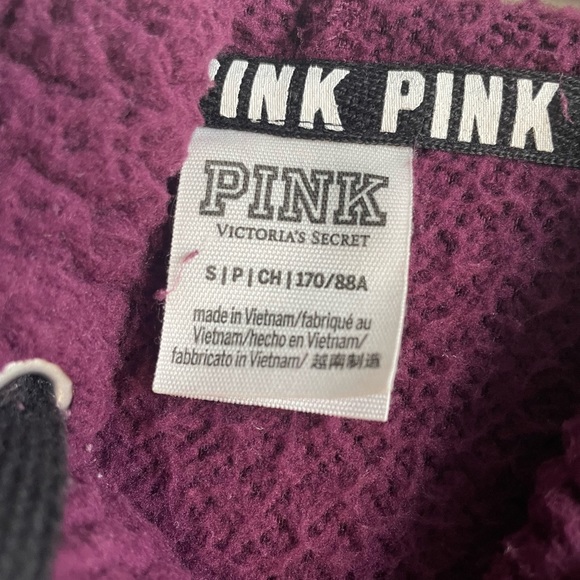 PINK PINK
PINK
VICTORIA'S SECRET
S | P | CH | 170/88A
made in Vietnam/fabriqué au
Vietnam/hecho en Vietnam/
fabbricato in Vietnam/ 越南制造